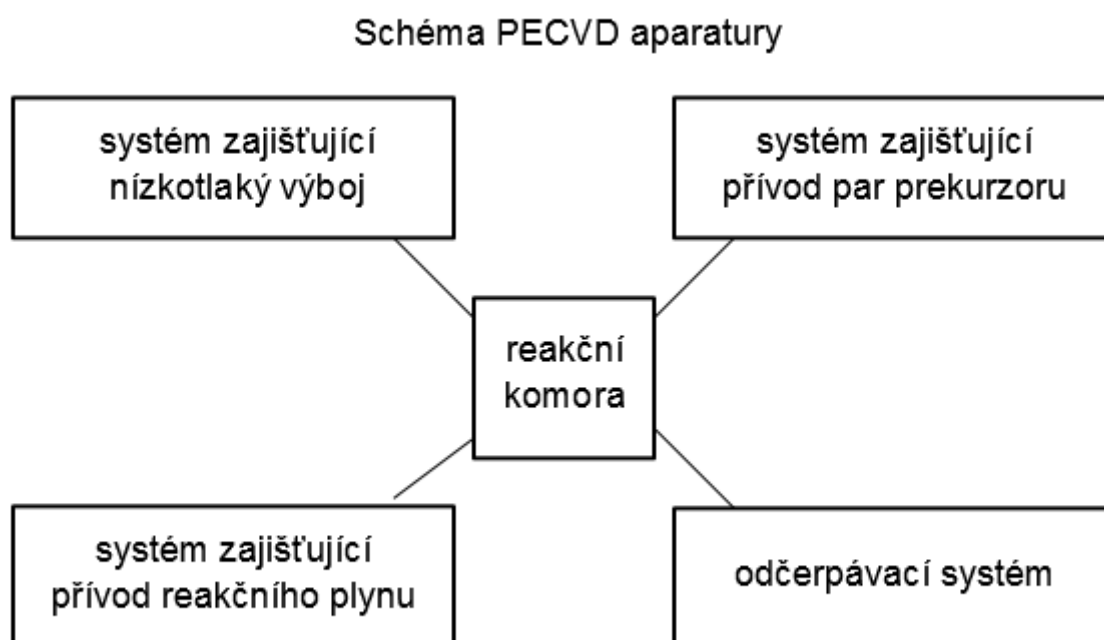 Schéma PECVD aparatury
systém zajišťující
nízkotlaký výboj
systém zajišťující
přívod par prekurzoru
reakční
komora
systém zajišťující
přívod reakčního plynu
odčerpávací systém